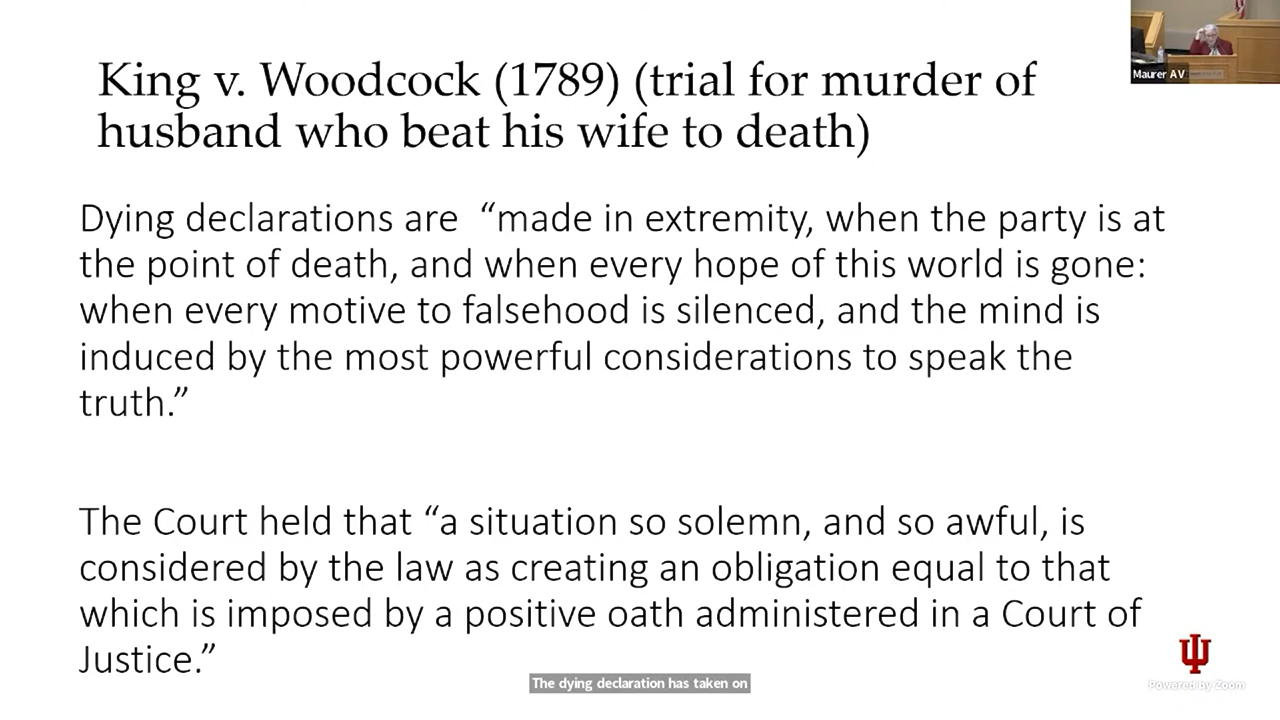 King v. Woodcock (1789) (trial for murder of
husband who beat his wife to death)
Maurer AV
Dying declarations are “made in extremity, when the party is at
the point of death, and when every hope of this world is gone:
when every motive to falsehood is silenced, and the mind is
induced by the most powerful considerations to speak the
truth.”
The Court held that “a situation so solemn, and so awful, is
considered by the law as creating an obligation equal to that
which is imposed by a positive oath administered in a Court of
Justice.”
The dying declaration has taken on
Powered by Zoom